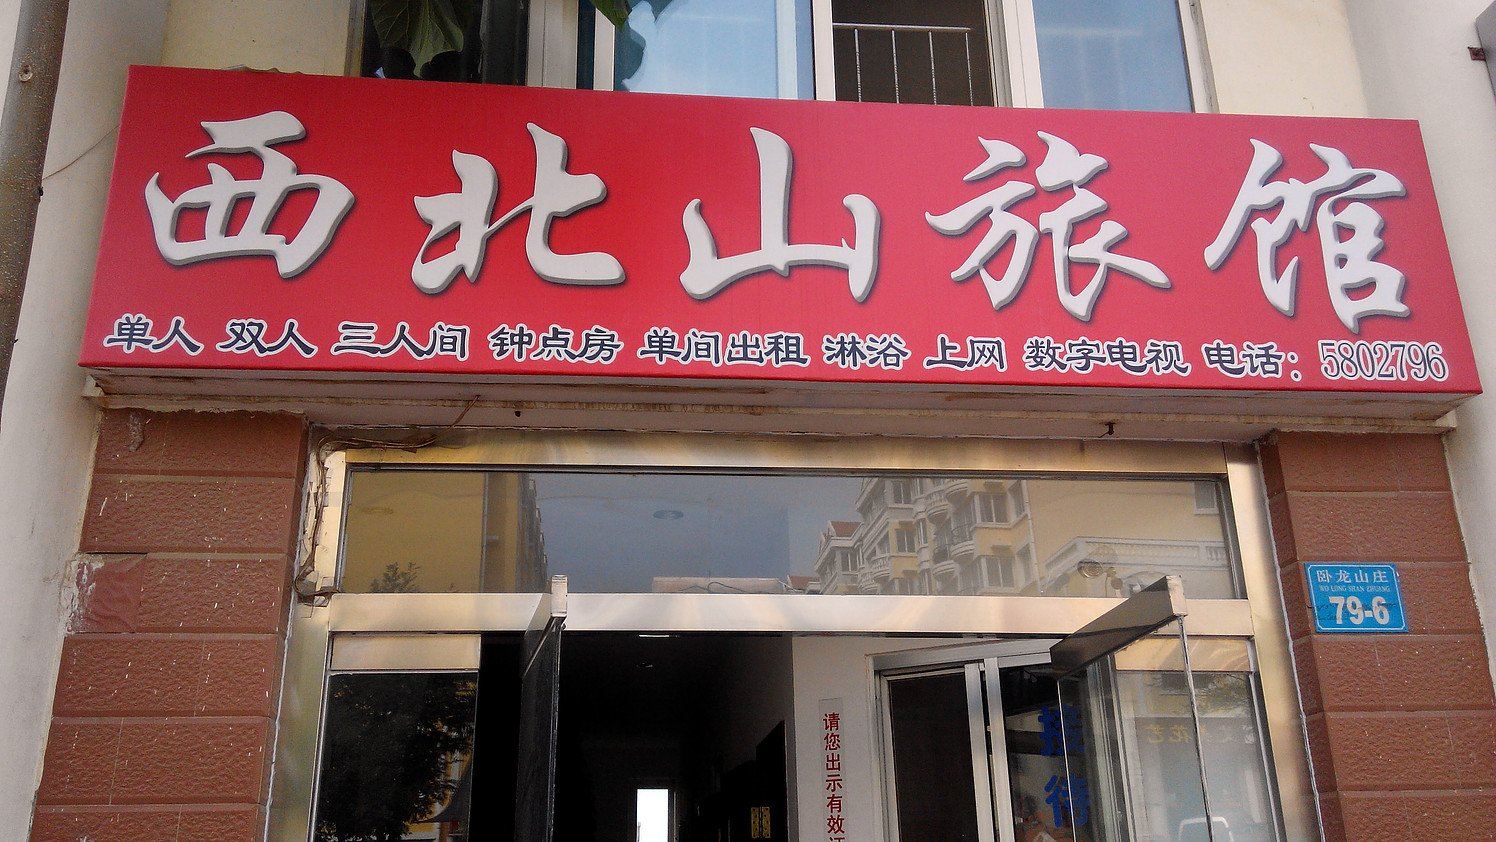 西北山旅馆
单人 双人 三人间 钟点房 单间出租 淋浴 上网 数字电视 电话：5802796
卧龙山庄
WO LONG SHAN ZHUANG
79-6
请您出示有效
接待